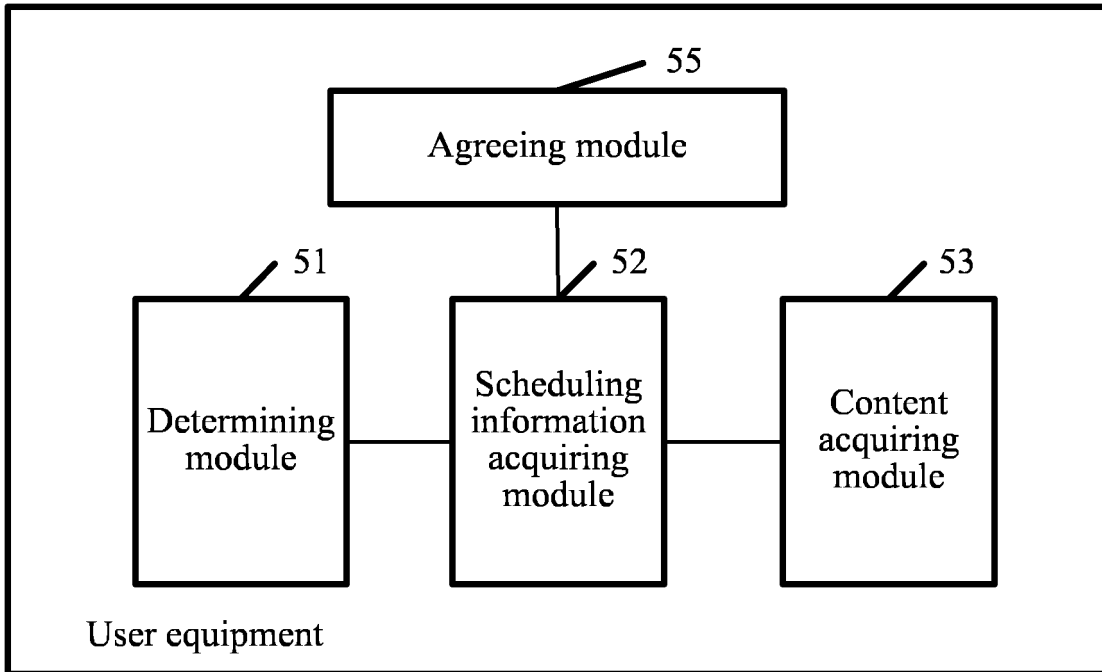 55
Agreeing module
51
52
53
Determining
module
Scheduling
information
acquiring
module
Content
acquiring
module
User equipment